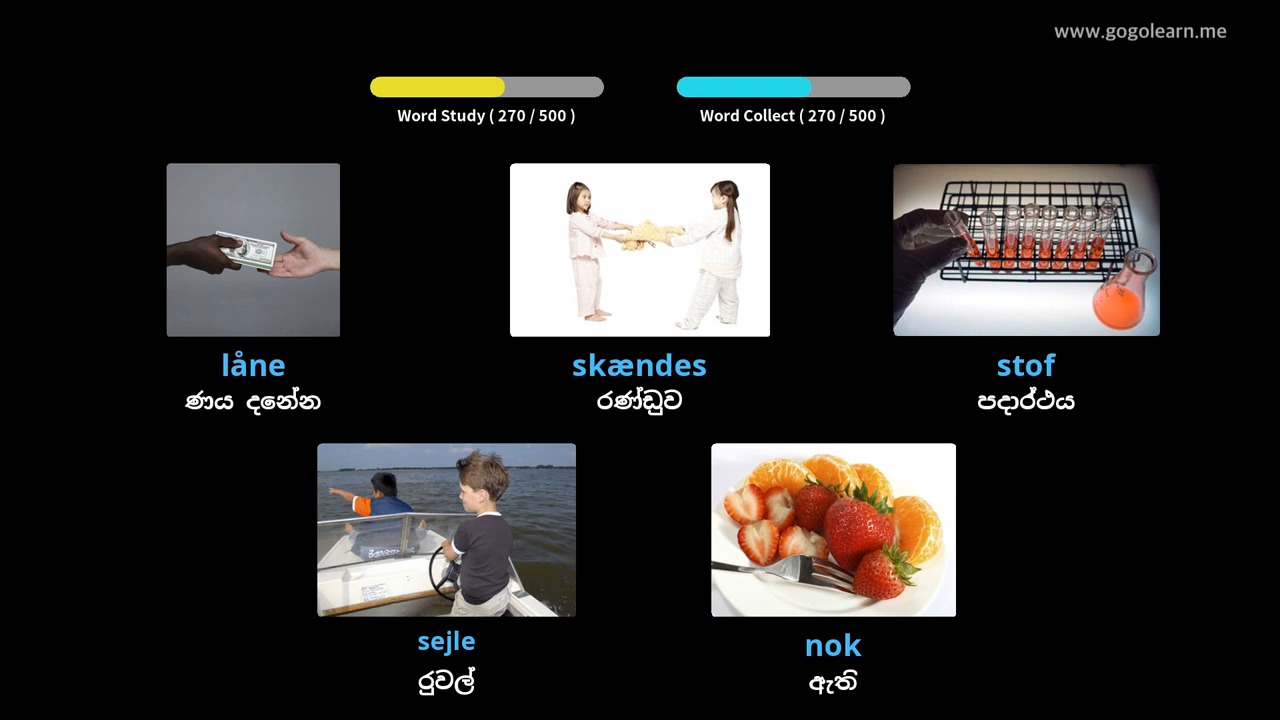 www.gogolearn.me
Word Study ( 270 / 500 )
Word Collect ( 270 / 500 )
låne
ණය දෙන්න
skændes
රණ්ඩුව
stof
පදාර්ථය
sejle
රුවල්
nok
ඇති